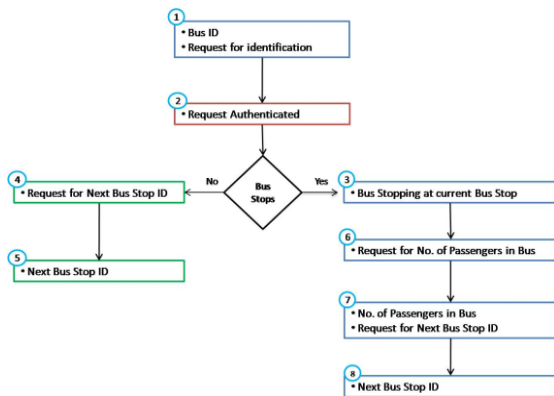 1
• Bus ID
• Request for identification
2
• Request Authenticated
Bus
Stops
No
Yes
4
• Request for Next Bus Stop ID
5
• Next Bus Stop ID
3
• Bus Stopping at current Bus Stop
6
• Request for No. of Passengers in Bus
7
• No. of Passengers in Bus
• Request for Next Bus Stop ID
8
• Next Bus Stop ID